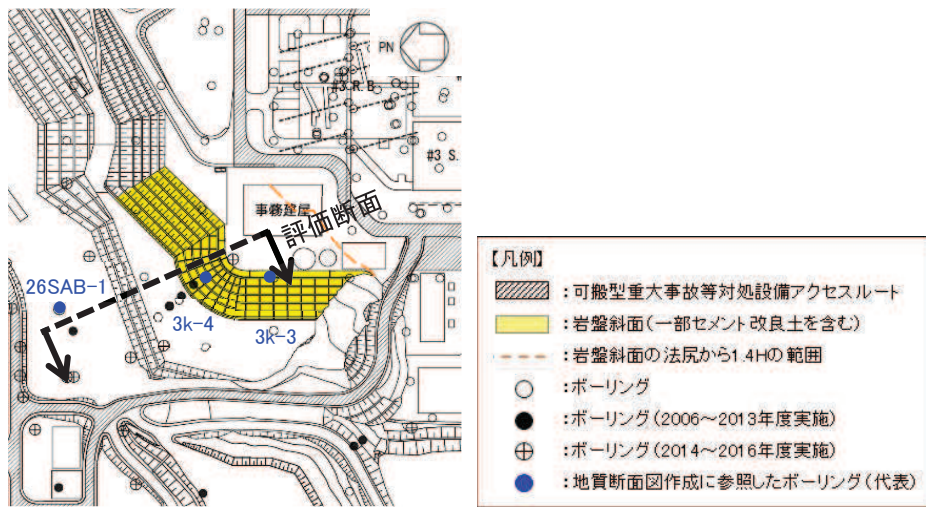 PN
#3 R.B
#3 S.
事務建屋
評価断面
26SAB-1
3k-4
3k-3
【凡例】
:可搬型重大事故等対処設備アクセスルート
:岩盤斜面(一部セメント改良土を含む)
:岩盤斜面の法尻から1.4Hの範囲
:ボーリング
:ボーリング(2006~2013年度実施)
:ボーリング(2014~2016年度実施)
:地質断面図作成に参照したボーリング(代表)